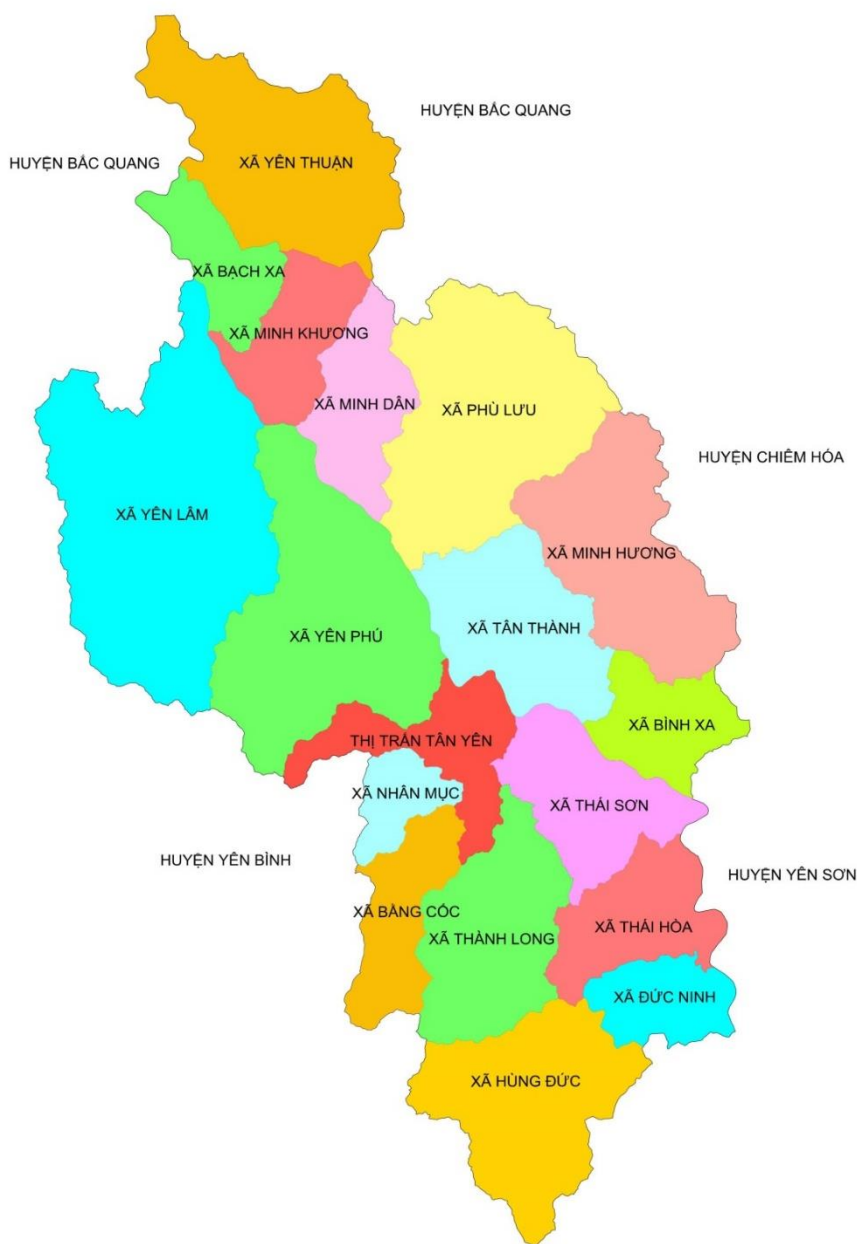 HUYỆN BẮC QUANG
HUYỆN BẮC QUANG
XÃ YÊN THUẬN
XÃ BẠCH XA
XÃ MINH KHƯƠNG
XÃ MINH DÂN
XÃ PHÙ LƯU
HUYỆN CHIÊM HÓA
XÃ YÊN LÂM
XÃ MINH HƯƠNG
XÃ YÊN PHÚ
XÃ TÂN THÀNH
XÃ BÌNH XA
THỊ TRẤN TÂN YÊN
XÃ NHÂN MỤC
XÃ THÁI SƠN
HUYỆN YÊN BÌNH
HUYỆN YÊN SƠN
XÃ BẰNG CỐC
XÃ THÁI HÒA
XÃ THÀNH LONG
XÃ ĐỨC NINH
XÃ HÙNG ĐỨC